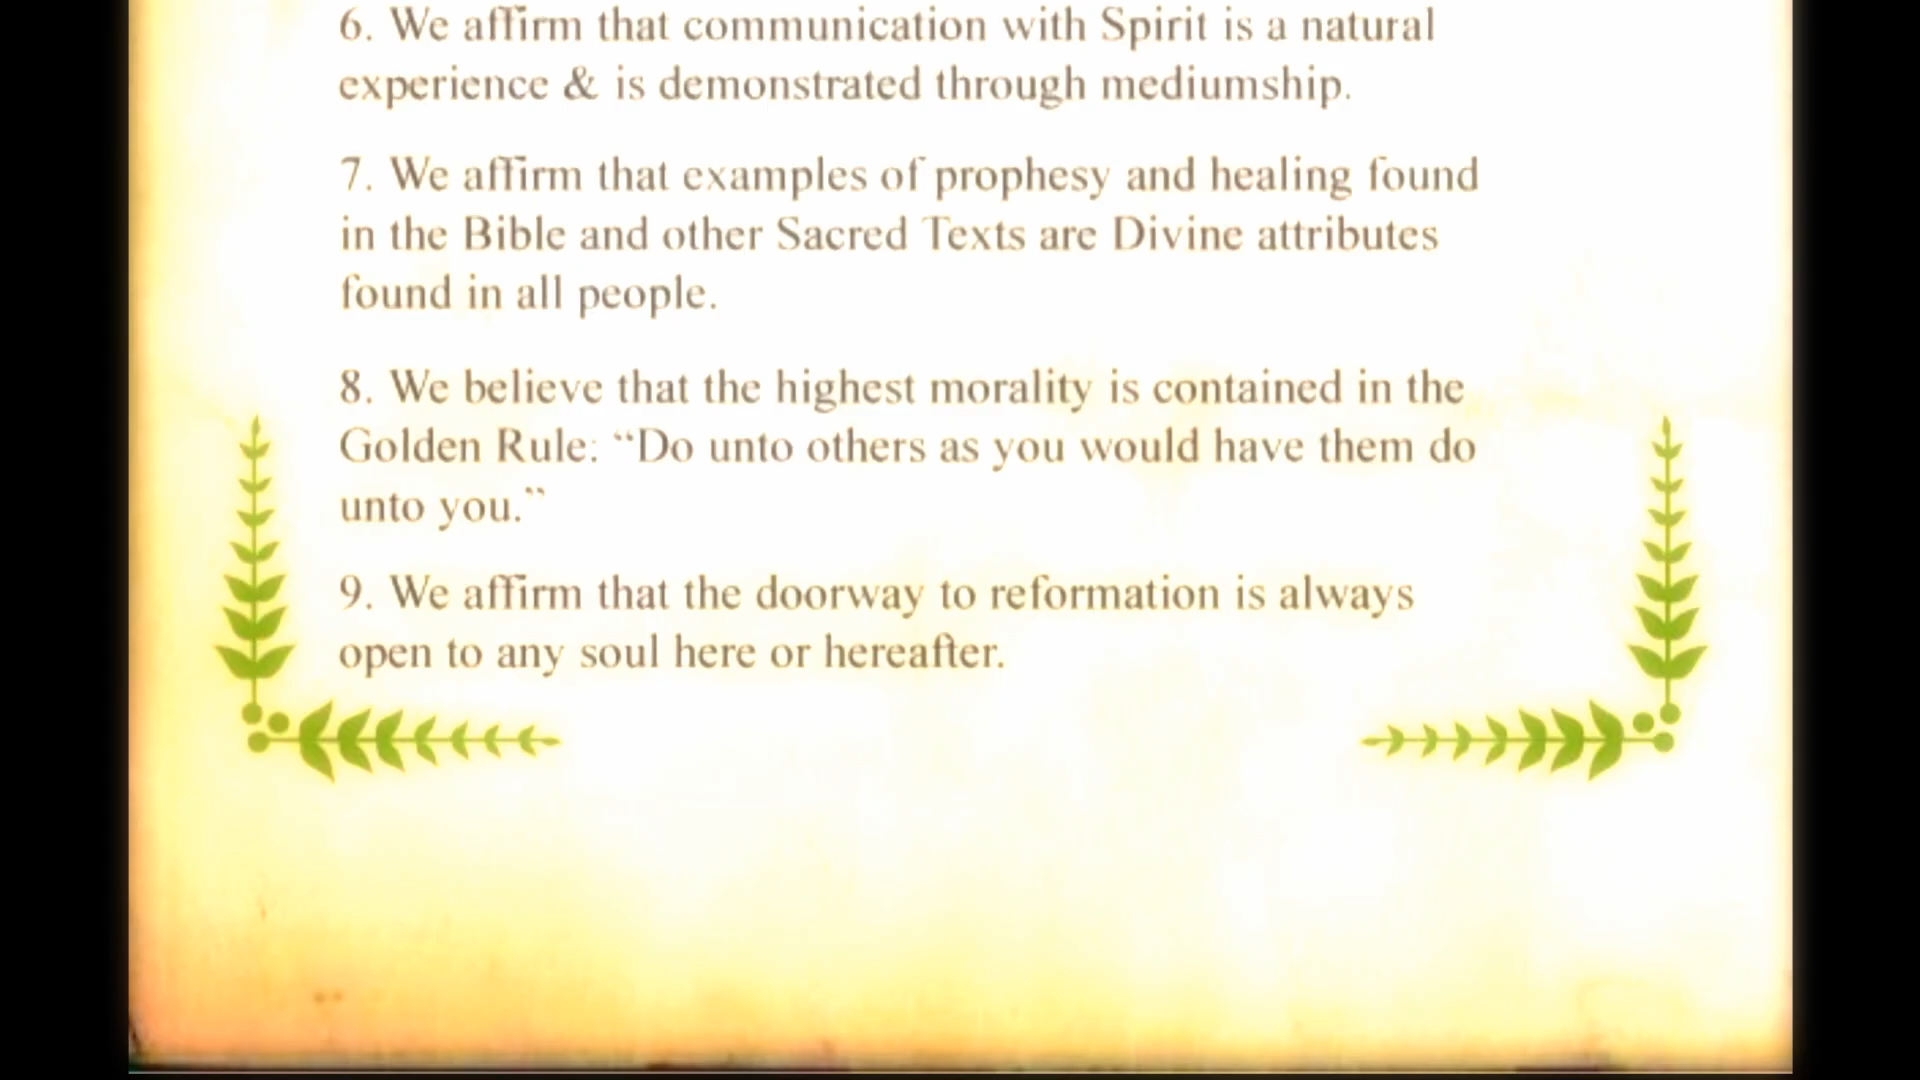 6. We affirm that communication with Spirit is a natural
experience & is demonstrated through mediumship.
7. We affirm that examples of prophesy and healing found
in the Bible and other Sacred Texts are Divine attributes
found in all people.
8. We believe that the highest morality is contained in the
Golden Rule: “Do unto others as you would have them do
unto you.”
9. We affirm that the doorway to reformation is always
open to any soul here or hereafter.